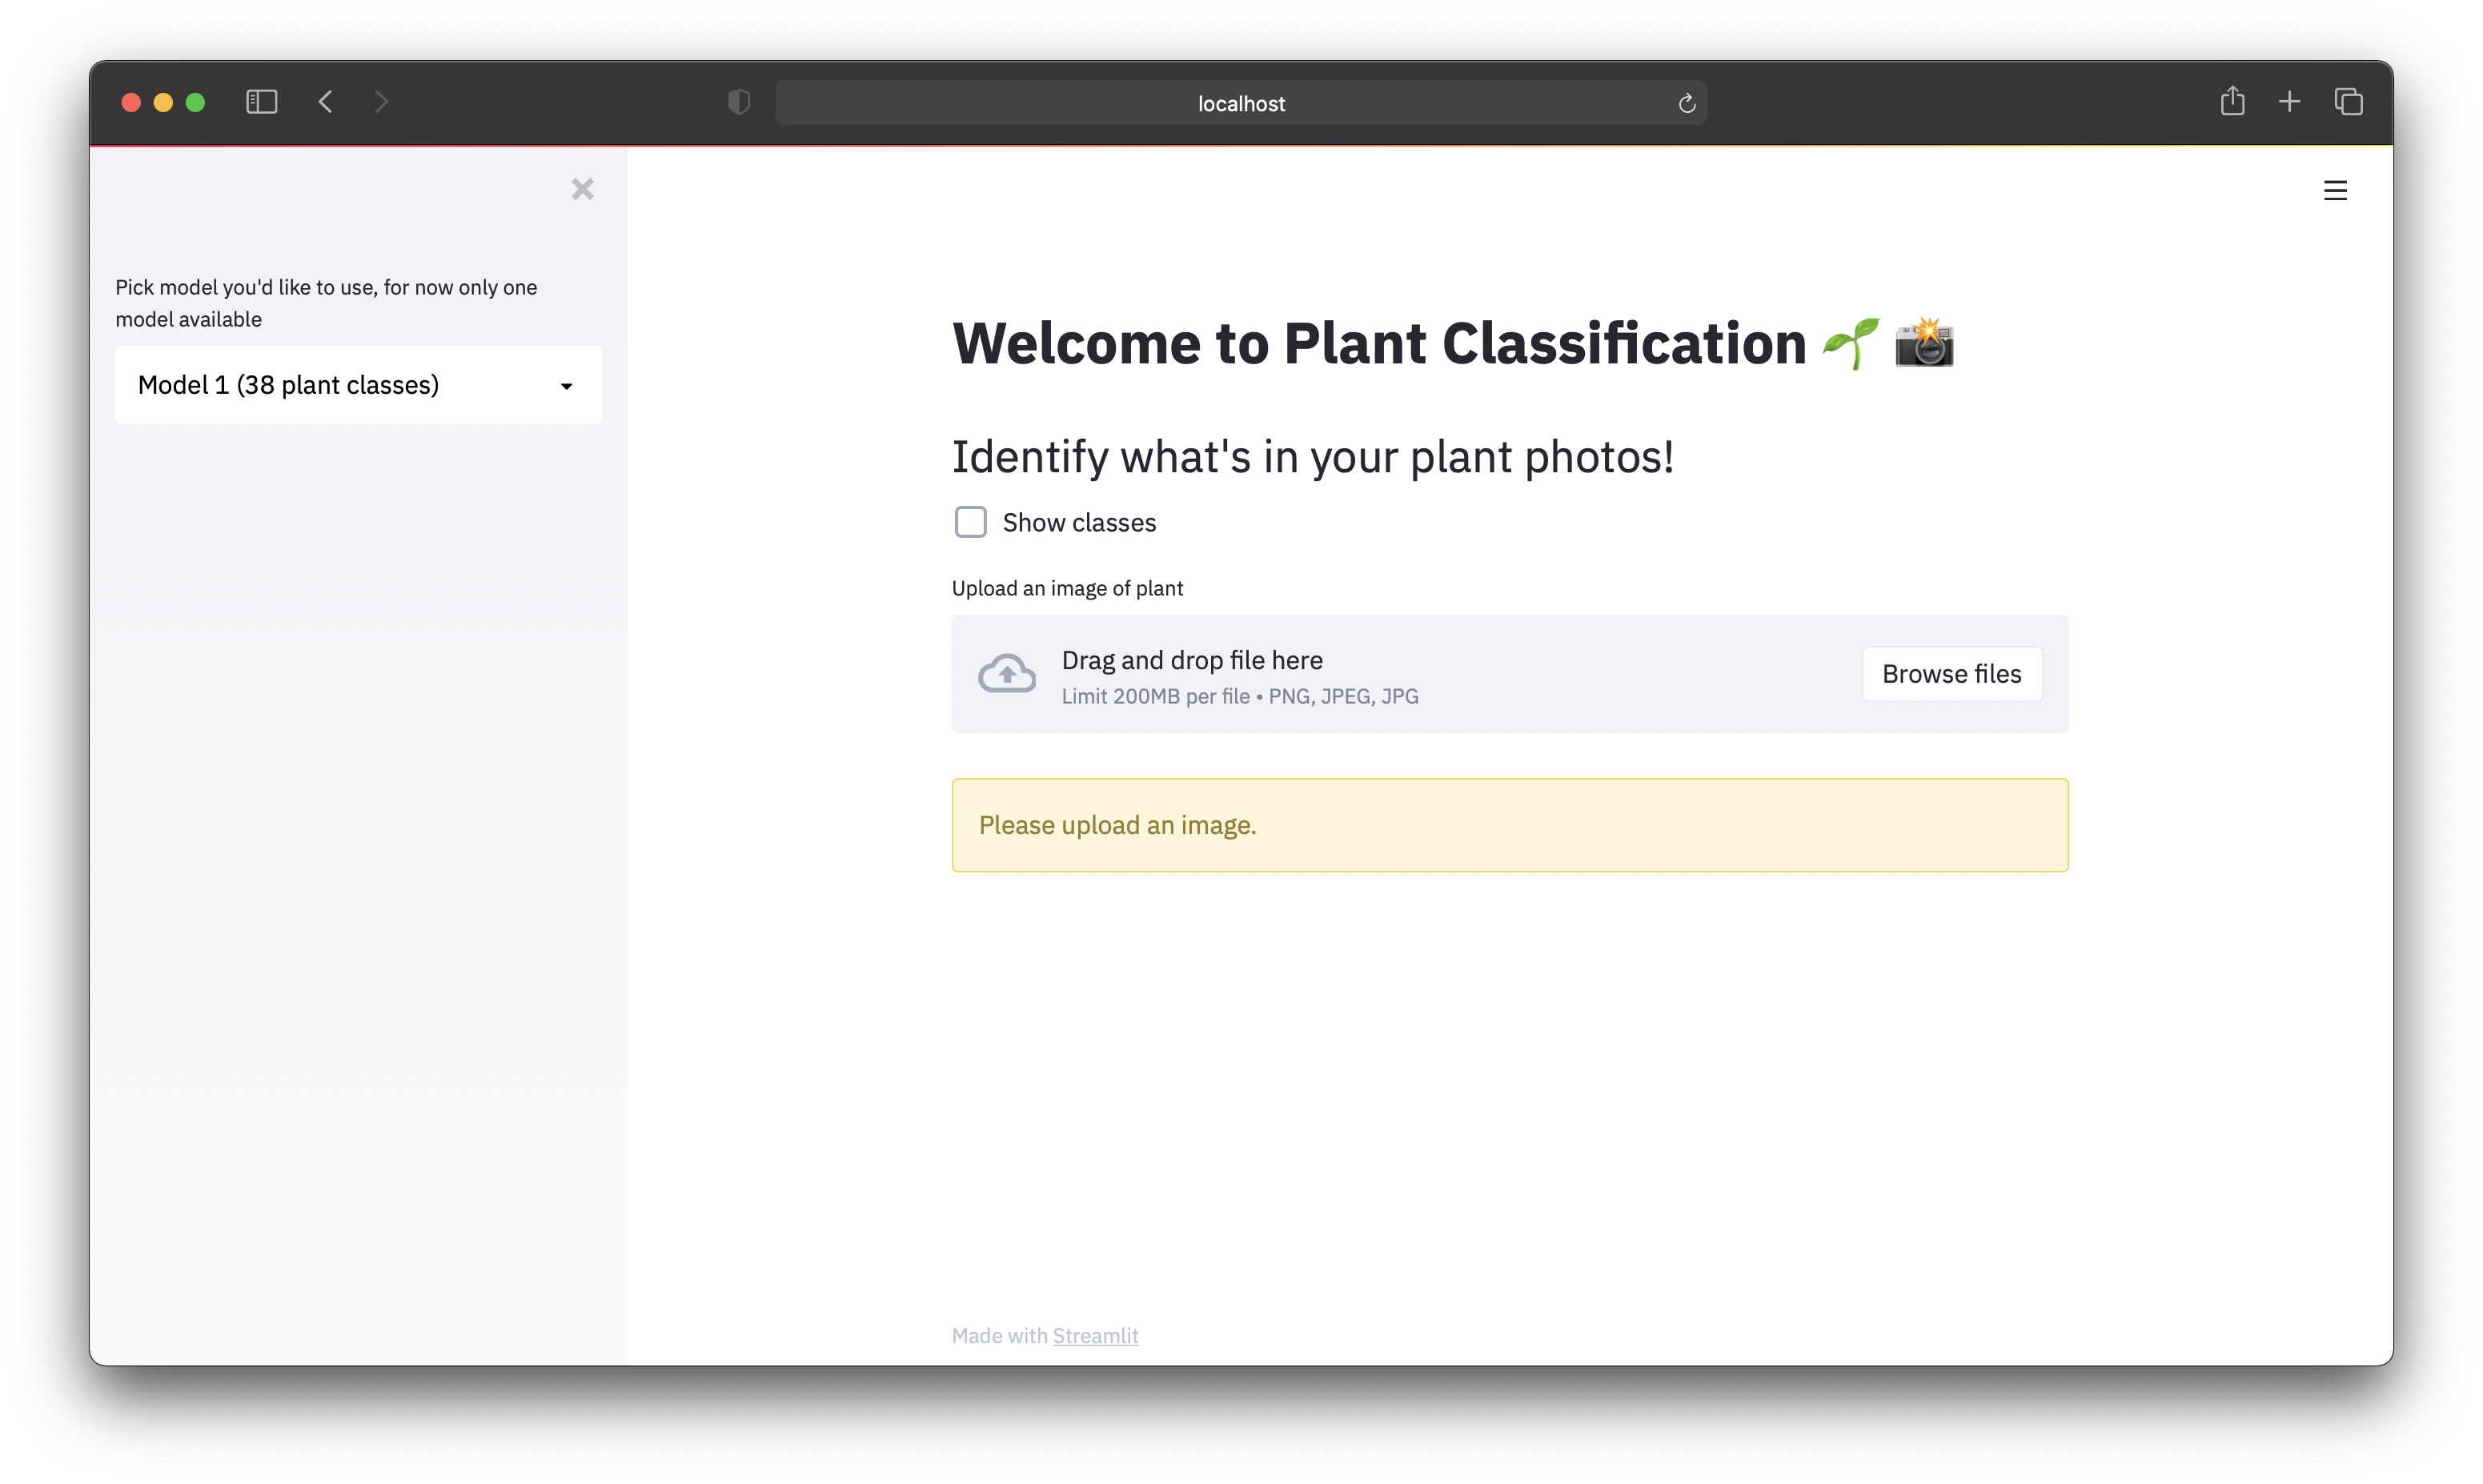 localhost
Pick model you'd like to use, for now only one
model available
Model 1 (38 plant classes)
Welcome to Plant Classification 🌱 📸
Identify what's in your plant photos!
Show classes
Upload an image of plant
Drag and drop file here
Limit 200MB per file • PNG, JPEG, JPG
Browse files
Please upload an image.
Made with Streamlit